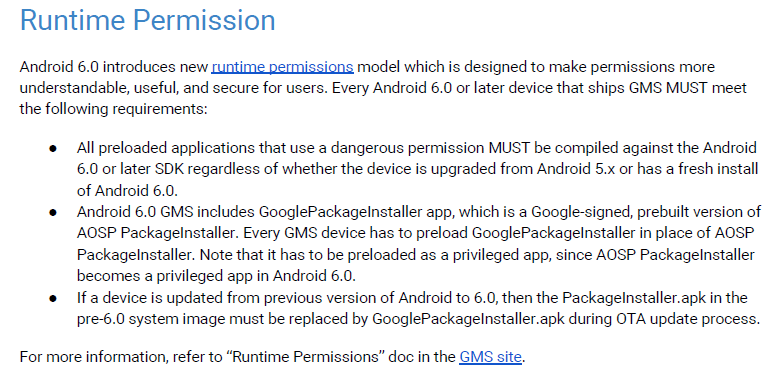 Runtime Permission
Android 6.0 introduces new runtime permissions model which is designed to make permissions more
understandable, useful, and secure for users. Every Android 6.0 or later device that ships GMS MUST meet
the following requirements:
● All preloaded applications that use a dangerous permission MUST be compiled against the Android
6.0 or later SDK regardless of whether the device is upgraded from Android 5.x or has a fresh install
of Android 6.0.
● Android 6.0 GMS includes GooglePackageInstaller app, which is a Google-signed, prebuilt version of
AOSP PackageInstaller. Every GMS device has to preload GooglePackageInstaller in place of AOSP
PackageInstaller. Note that it has to be preloaded as a privileged app, since AOSP PackageInstaller
becomes a privileged app in Android 6.0.
● If a device is updated from previous version of Android to 6.0, then the PackageInstaller.apk in the
pre-6.0 system image must be replaced by GooglePackageInstaller.apk during OTA update process.
For more information, refer to “Runtime Permissions” doc in the GMS site.